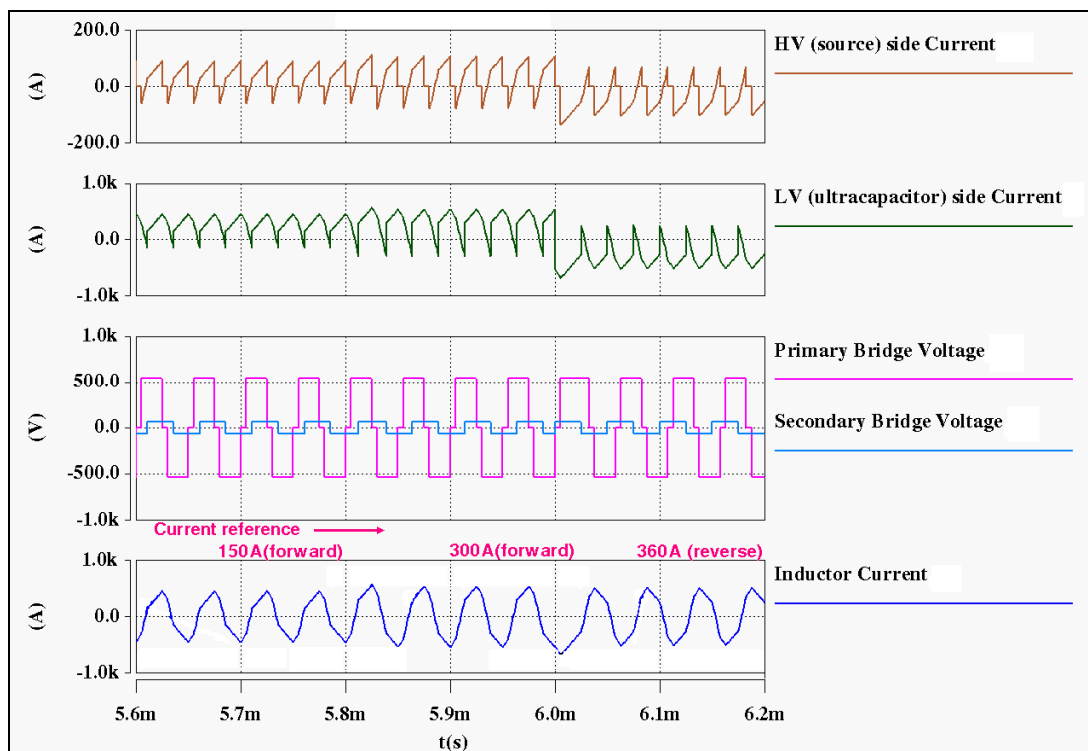 200.0
0.0
-200.0
(A)
HV (source) side Current
1.0k
0.0
-1.0k
(A)
LV (ultracapacitor) side Current
1.0k
500.0
0.0
-500.0
-1.0k
(V)
Primary Bridge Voltage
Secondary Bridge Voltage
Current reference
150A(forward)
300A(forward)
360A (reverse)
1.0k
0.0
-1.0k
(A)
Inductor Current
5.6m 5.7m 5.8m 5.9m 6.0m 6.1m 6.2m
t(s)